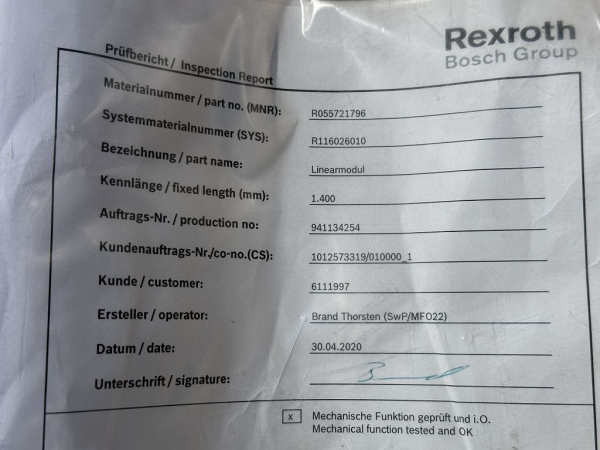 Rexroth
Bosch Group
Prüfbericht / Inspection Report
Materialnummer / part no. (MNR): R055721796
Systemmaterialnummer (SYS): R116026010
Bezeichnung / part name: Linearmodul
Kennlänge / fixed length (mm): 1.400
Auftrags-Nr. / production no: 941134254
Kundenauftrags-Nr./co-no.(CS): 1012573319/010000_1
Kunde / customer: 6111997
Ersteller / operator: Brand Thorsten (SwP/MFO22)
Datum / date: 30.04.2020
Unterschrift / signature:
x Mechanische Funktion geprüft und i.O.
Mechanical function tested and OK